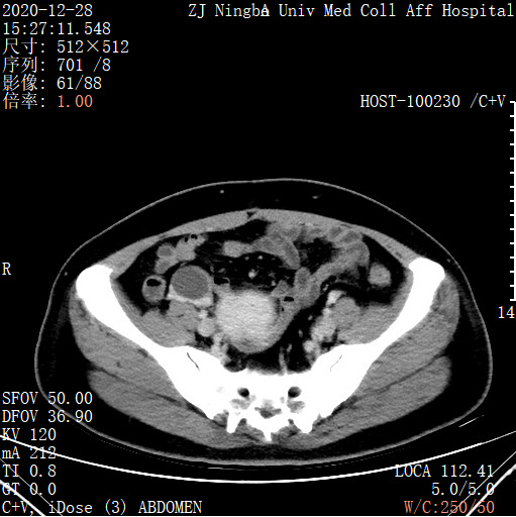 2020-12-28
ZJ Ningbo Univ Med Coll Aff Hospital
15:27:11.548
尺寸: 512×512
序列: 701 /8
影像: 61/88
倍率: 1.00
HOST-100230 /C+V
R
14
SFOV 50.00
DFOV 36.90
KV 120
mA 212
TI 0.8
GT 0.0
LOCA 112.41
5.0/5.0
C+V, iDose (3) ABDOMEN
W/C:250/50